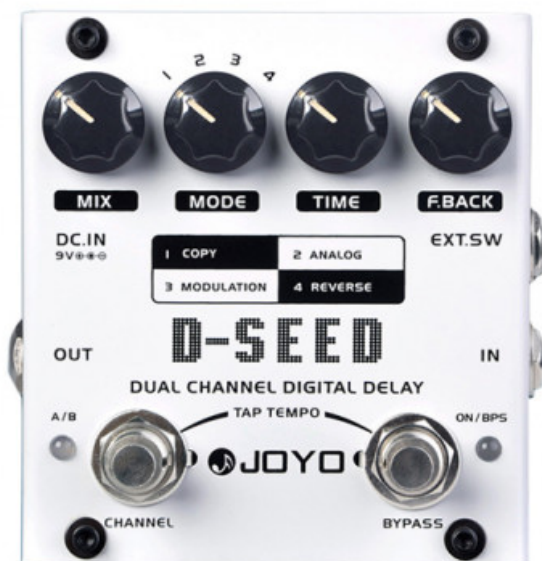 1 2 3 4
MIX MODE TIME F.BACK
DC.IN EXT.SW
9V
1 COPY 2 ANALOG
3 MODULATION 4 REVERSE
D-SEED
OUT IN
DUAL CHANNEL DIGITAL DELAY
A/B TAP TEMPO ON/BPS
JOYO
CHANNEL BYPASS